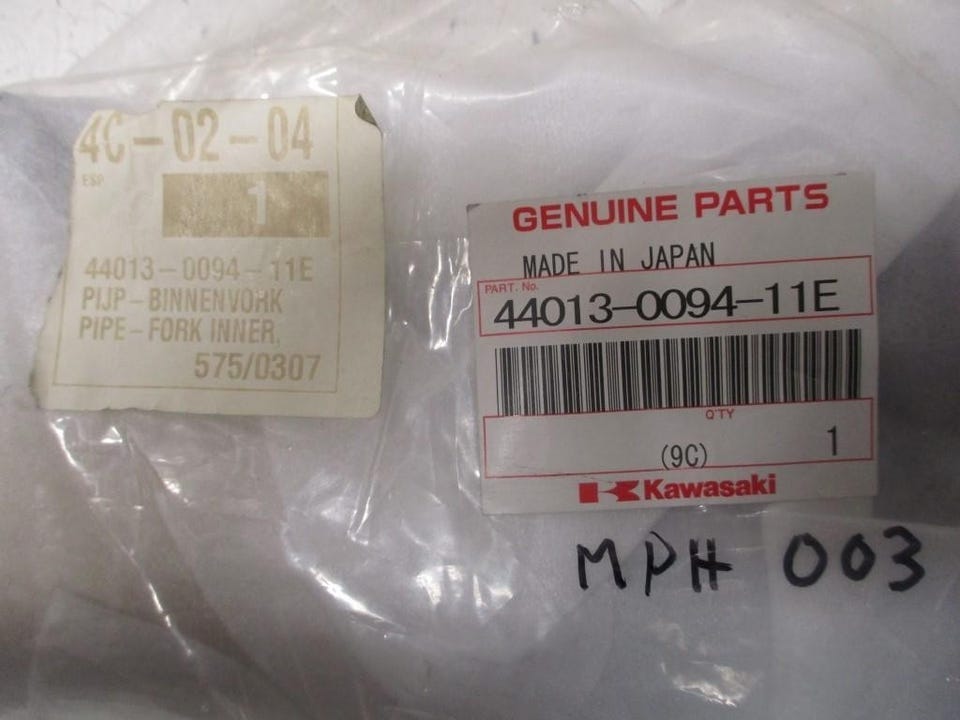 4C-02-04
ESP
1
44013-0094-11E
PIJP-BINNENVORK
PIPE-FORK INNER,
575/0307
GENUINE PARTS
MADE IN JAPAN
PART. No.
44013-0094-11E
Q'TY
(9C) 1
Kawasaki
MPH 003